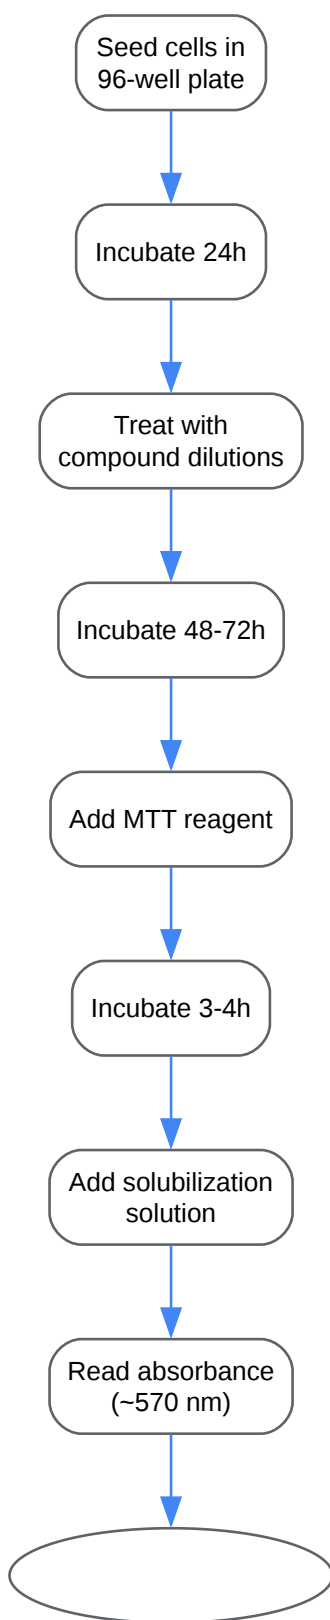 Seed cells in
96-well plate
Incubate 24h
Treat with
compound dilutions
Incubate 48-72h
Add MTT reagent
Incubate 3-4h
Add solubilization
solution
Read absorbance
(~570 nm)